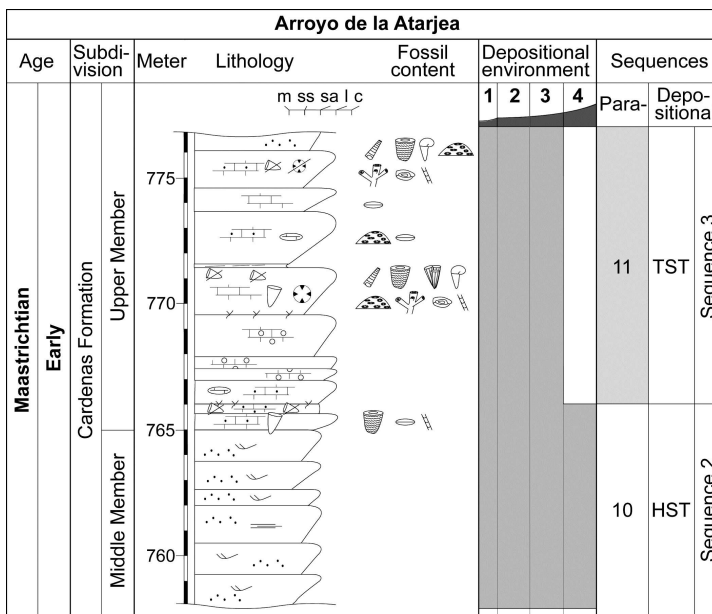 Arroyo de la Atarjea
Age
Subdi-
vision
Meter
Lithology
Fossil
content
Depositional
environment
Sequences
m ss sa l c
1 2 3 4
Para-
Depo-
sitional
Maastrichtian
Early
Cardenas Formation
Upper Member
Middle Member
775
770
765
760
11
TST
Sequence 3
10
HST
Sequence 2